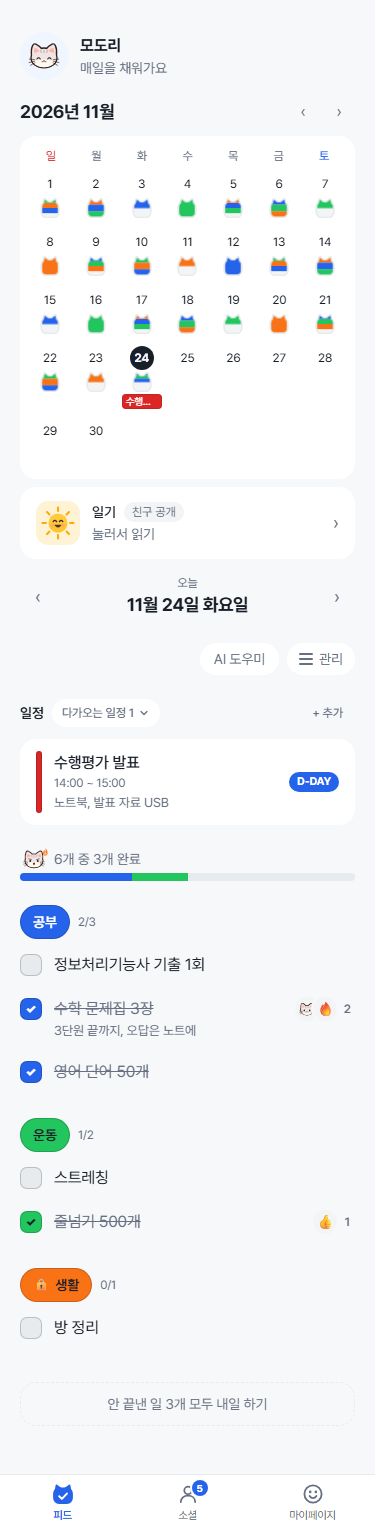 모도리
매일을 채워가요
2026년 11월
‹ ›
일 월 화 수 목 금 토
1 2 3 4 5 6 7
8 9 10 11 12 13 14
15 16 17 18 19 20 21
22 23 24 25 26 27 28
수행...
29 30
일기 친구 공개
눌러서 읽기
›
오늘
‹ 11월 24일 화요일 ›
AI 도우미 관리
일정 다가오는 일정 1 + 추가
수행평가 발표
14:00 ~ 15:00
노트북, 발표 자료 USB
D-DAY
6개 중 3개 완료
공부 2/3
정보처리기능사 기출 1회
수학 문제집 3장 2
3단원 끝까지, 오답은 노트에
영어 단어 50개
운동 1/2
스트레칭
줄넘기 500개 1
생활 0/1
방 정리
안 끝낸 일 3개 모두 내일 하기
5
피드 소셜 마이페이지